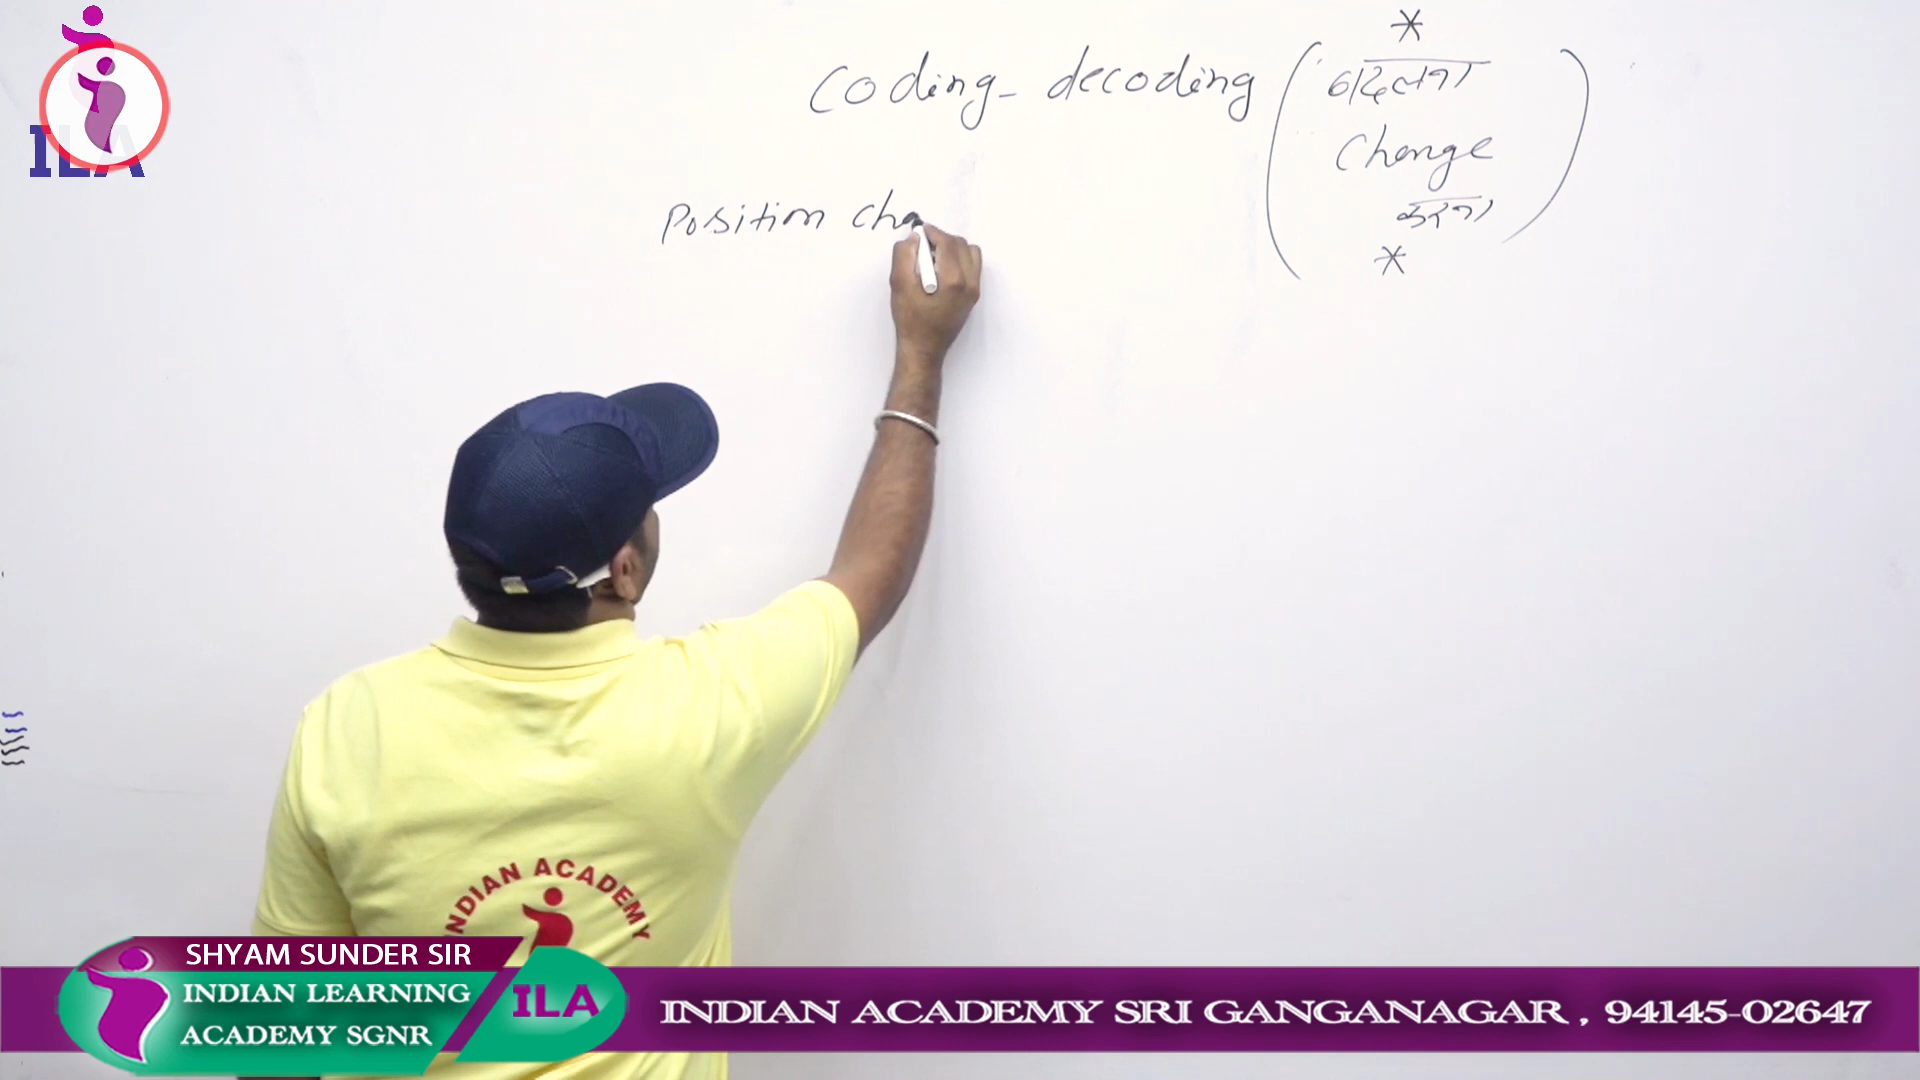 ILA
Coding - decoding (
*
बदलना
Change
करना
*
)
Position cha
INDIAN ACADEMY
SHYAM SUNDER SIR
INDIAN LEARNING
ACADEMY SGNR
ILA
INDIAN ACADEMY SRI GANGANAGAR , 94145-02647